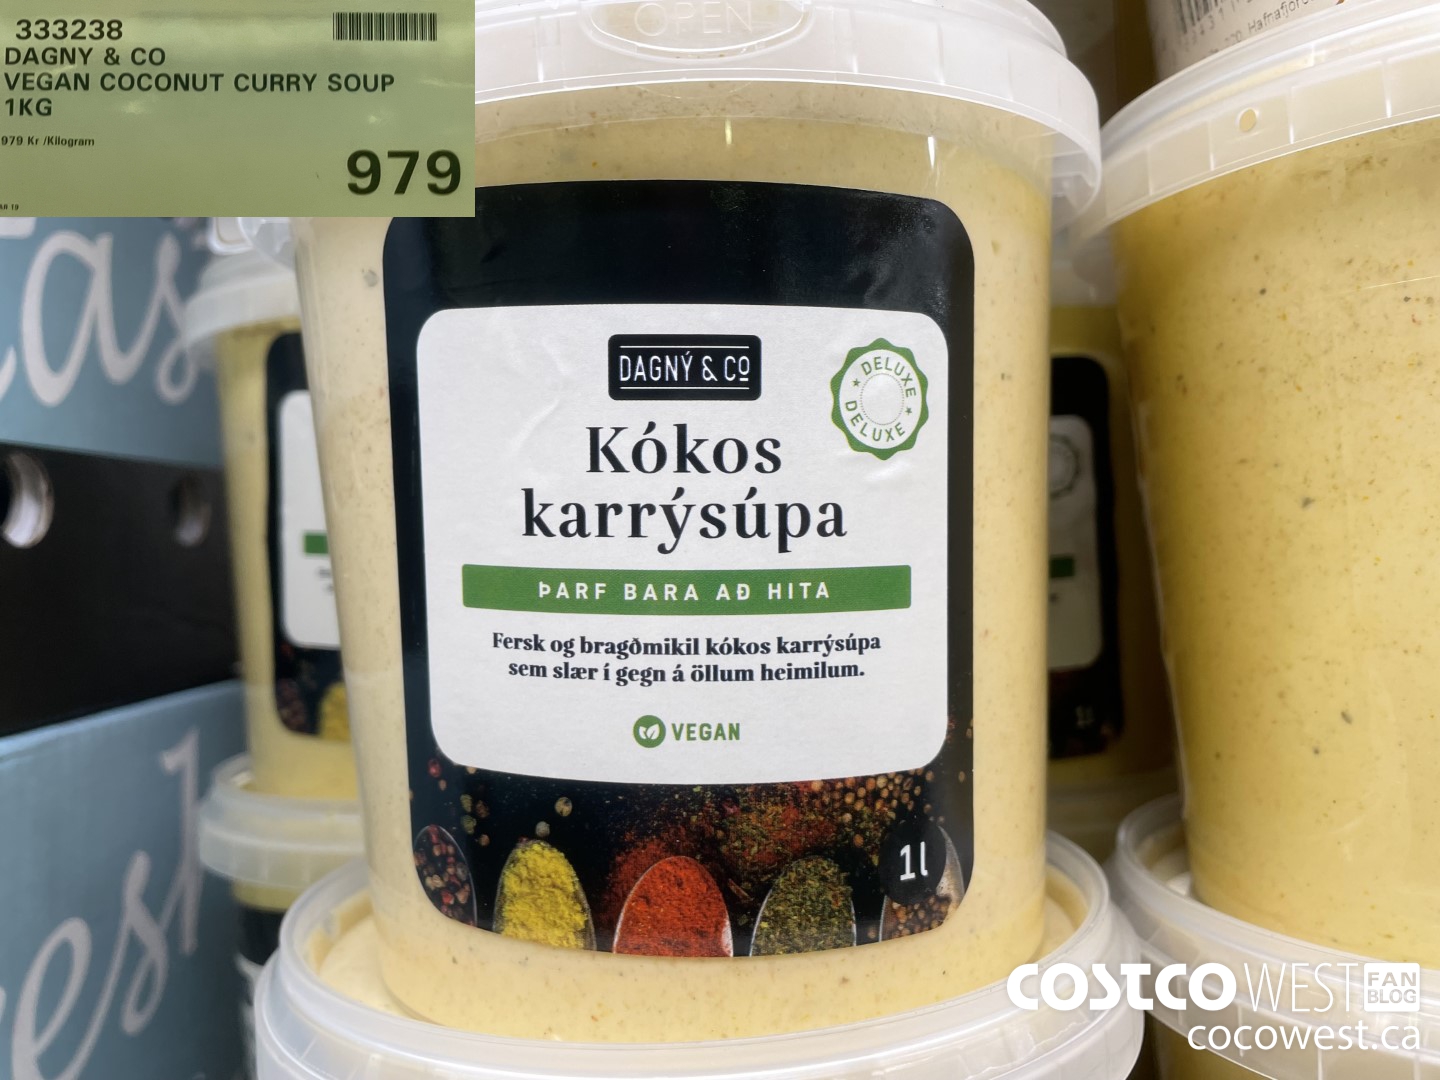 333238
DAGNY & CO
VEGAN COCONUT CURRY SOUP
1KG
979 Kr /Kilogram
979
OPEN
DAGNÝ & Co
DELUXE
DELUXE
Kókos
karrýsúpa
ÞARF BARA AÐ HITA
Fersk og bragðmikil kókos karrýsúpa
sem slær í gegn á öllum heimilum.
VEGAN
1l
1l
COSTCO WEST FAN
BLOG
cocowest.ca